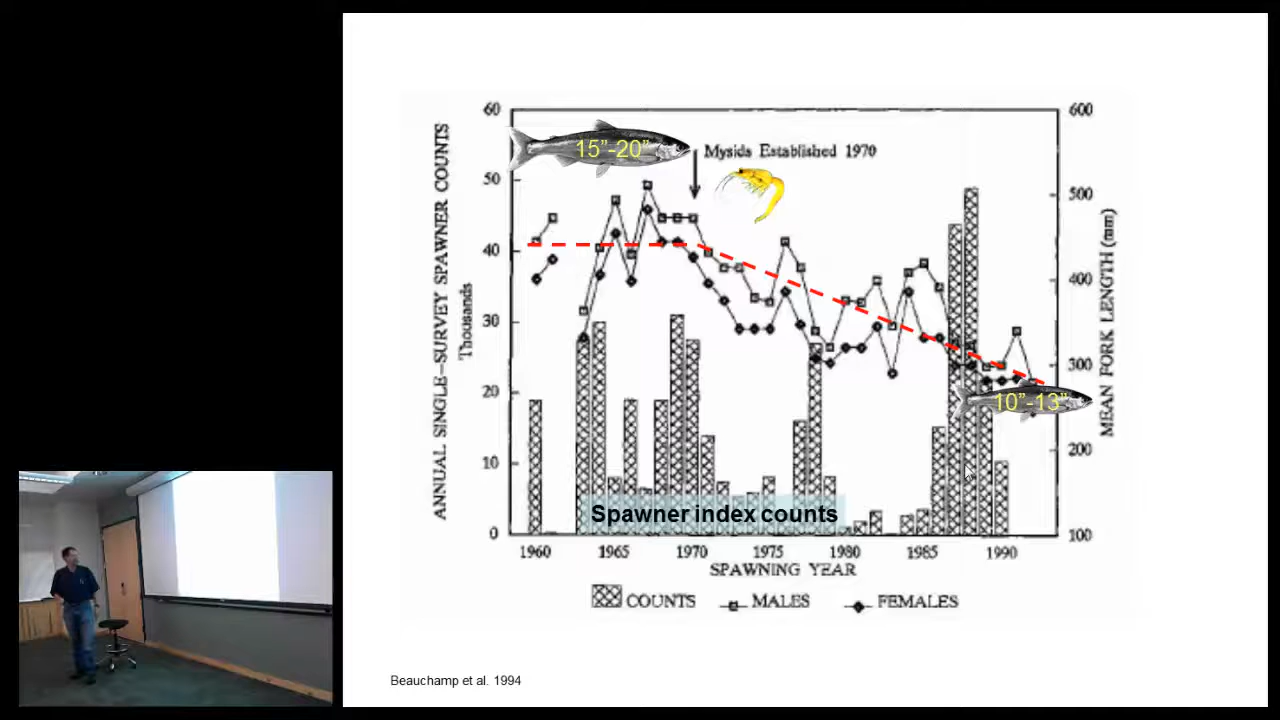 60
600
15”-20”
Mysids Established 1970
50
500
40
400
30
300
10”-13”
20
200
10
Spawner index counts
0
100
ANNUAL SINGLE-SURVEY SPAWNER COUNTS
Thousands
MEAN FORK LENGTH (mm)
1960 1965 1970 1975 1980 1985 1990
SPAWNING YEAR
COUNTS MALES FEMALES
Beauchamp et al. 1994